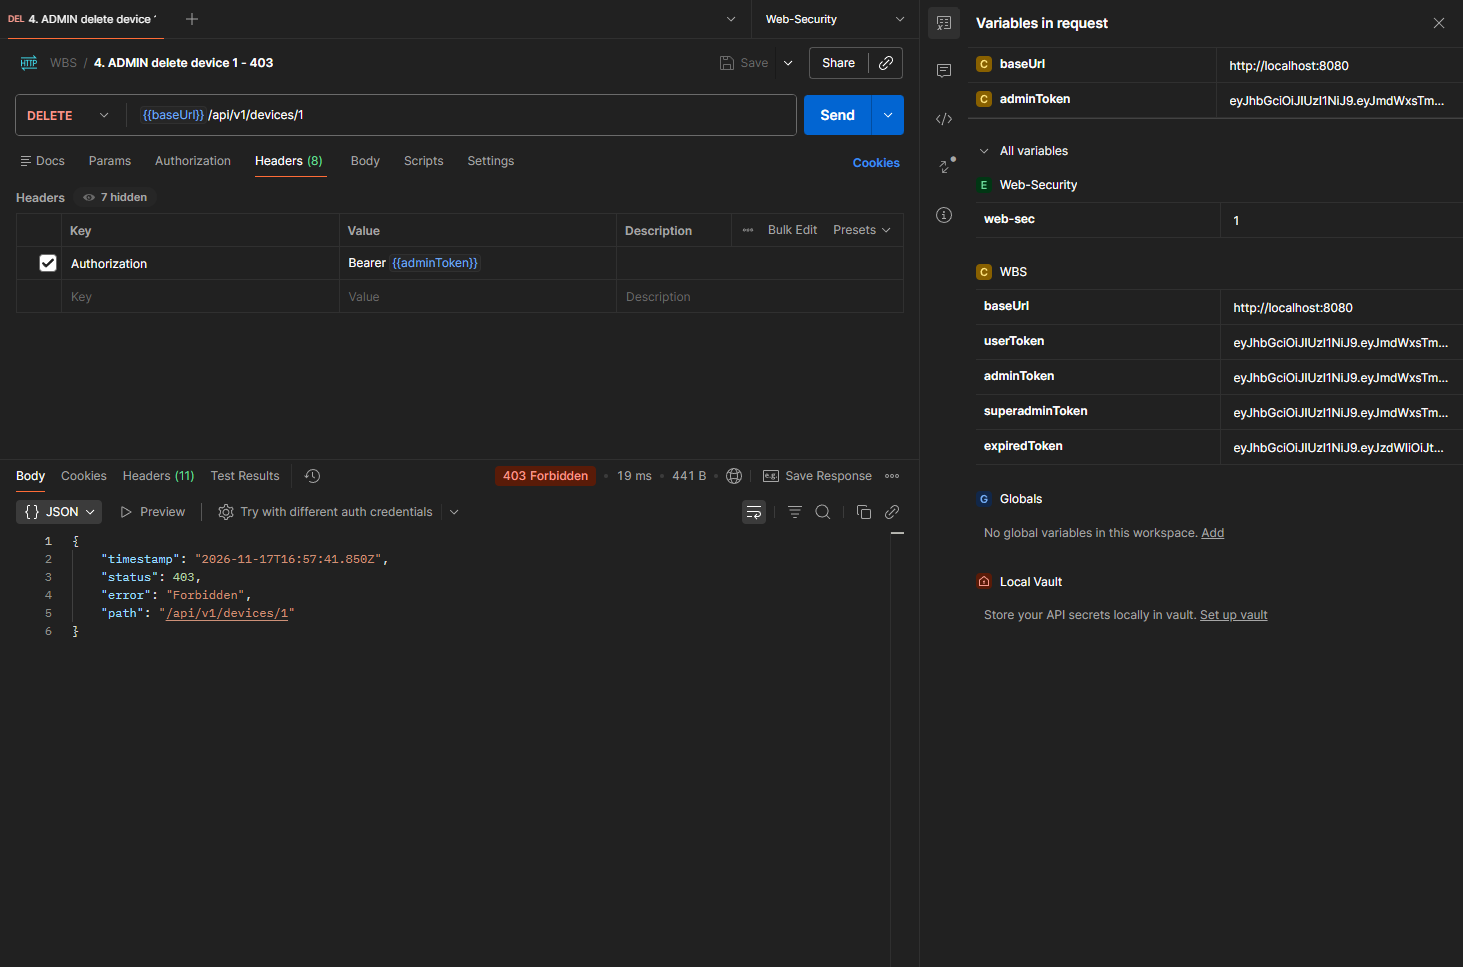 DEL 4. ADMIN delete device 1
Web-Security
WBS / 4. ADMIN delete device 1 - 403
Save
Share
DELETE
{{baseUrl}} /api/v1/devices/1
Send
Docs Params Authorization Headers (8) Body Scripts Settings
Cookies
Headers 7 hidden
Key Value Description Bulk Edit Presets
Authorization Bearer {{adminToken}}
Key Value Description
Body Cookies Headers (11) Test Results
403 Forbidden • 19 ms • 441 B • e.g. Save Response
{ } JSON Preview Try with different auth credentials
1 {
2 "timestamp": "2026-11-17T16:57:41.850Z",
3 "status": 403,
4 "error": "Forbidden",
5 "path": "/api/v1/devices/1"
6 }
Variables in request
C baseUrl http://localhost:8080
C adminToken eyJhbGciOiJIUzI1NiJ9.eyJmdWxsTm...
All variables
E Web-Security
web-sec 1
C WBS
baseUrl http://localhost:8080
userToken eyJhbGciOiJIUzI1NiJ9.eyJmdWxsTm...
adminToken eyJhbGciOiJIUzI1NiJ9.eyJmdWxsTm...
superadminToken eyJhbGciOiJIUzI1NiJ9.eyJmdWxsTm...
expiredToken eyJhbGciOiJIUzI1NiJ9.eyJzdWIiOiJt...
G Globals
No global variables in this workspace. Add
Local Vault
Store your API secrets locally in vault. Set up vault